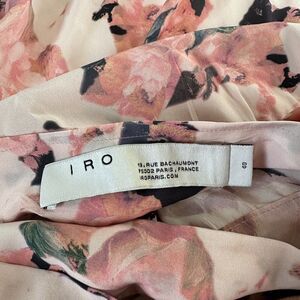 IRO
13, RUE BACHAUMONT
75002 PARIS, FRANCE
IROPARIS.COM
40